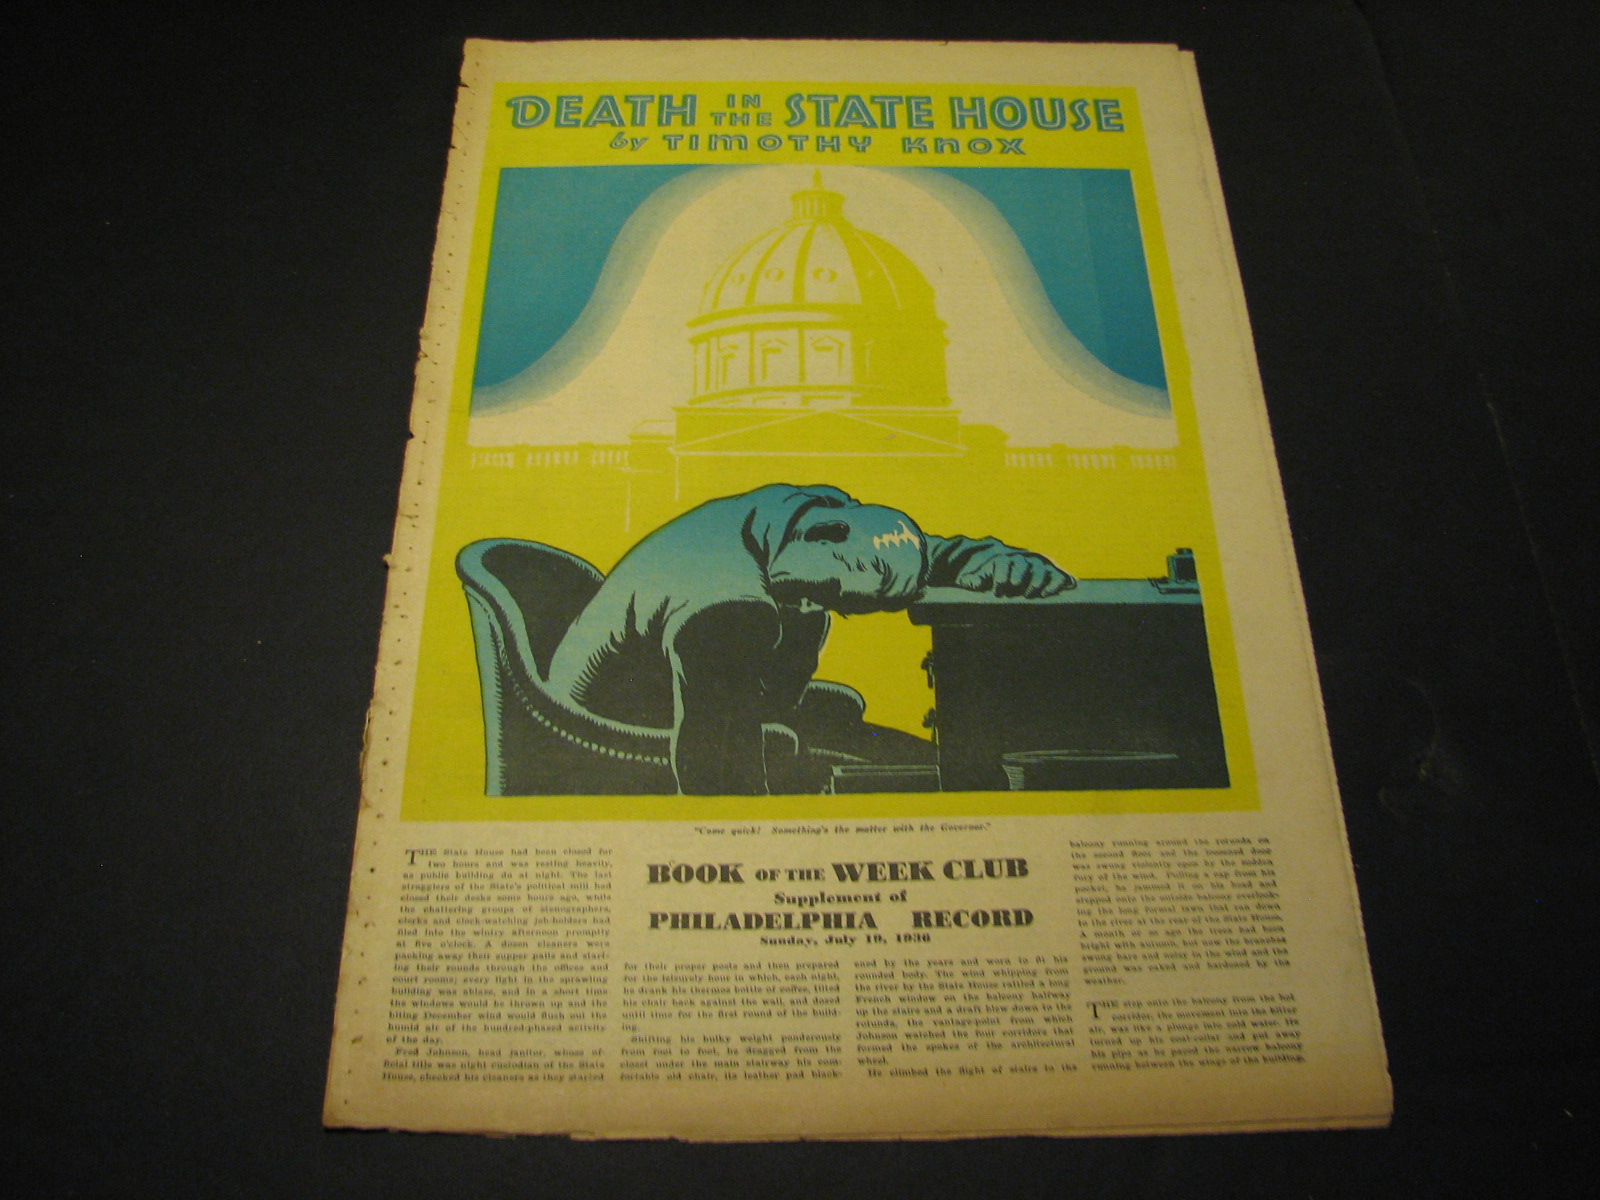 DEATH IN THE STATE HOUSE
by TIMOTHY KNOX
"Come quick! Something's the matter with the Governor."
THE State House had been closed for
two hours and was resting heavily,
as public building do at night. The last
stragglers of the State's political mill had
closed their desks some hours ago, while
the chattering groups of stenographers,
clerks and clock-watching job-holders had
filed into the wintry afternoon promptly
at five o'clock. A dozen cleaners were
packing away their supper pails and start-
ing their rounds through the offices and
court rooms; every light in the sprawling
building was ablaze, and in a short time
the windows would be thrown up and the
biting December wind would flush out the
humid air of the hundred-phased activity
of the day.
Fred Johnson, head janitor, whose of-
ficial title was night custodian of the State
House, checked his cleaners as they started
BOOK OF THE WEEK CLUB
Supplement of
PHILADELPHIA RECORD
Sunday, July 19, 1936
for their proper posts and then prepared
for the leisurely hour in which, each night,
he drank his thermos bottle of coffee, tilted
his chair back against the wall, and dozed
until time for the first round of the build-
ing.
Shifting his bulky weight ponderously
from foot to foot, he dragged from the
closet under the main stairway his com-
fortable old chair, its leather pad black-
ened by the years and worn to fit his
rounded body. The wind whipping from
the river by the State House rattled a long
French window on the balcony halfway
up the stairs and a draft blew down to the
rotunda, the vantage-point from which
Johnson watched the four corridors that
formed the spokes of the architectural
wheel.
He climbed the flight of stairs to the
balcony running around the rotunda on
the second floor and the loosened door
was swung violently open by the sudden
fury of the wind. Pulling a cap from his
pocket, he jammed it on his head and
stepped onto the outside balcony overlook-
ing the long formal lawn that ran down
to the river at the rear of the State House.
A month or so ago the trees had been
bright with autumn, but now the branches
swung bare and noisy in the wind and the
ground was caked and hardened by the
weather.
THE step onto the balcony from the hot
corridor, the movement into the bitter
air, was like a plunge into cold water. He
turned up his coat-collar and put away
his pipe as he paced the narrow balcony
running between the wings of the building.